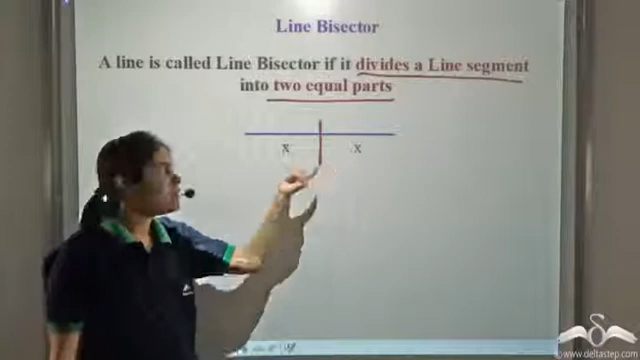 Line Bisector
A line is called Line Bisector if it divides a Line segment
into two equal parts
x x
www.deltastep.com